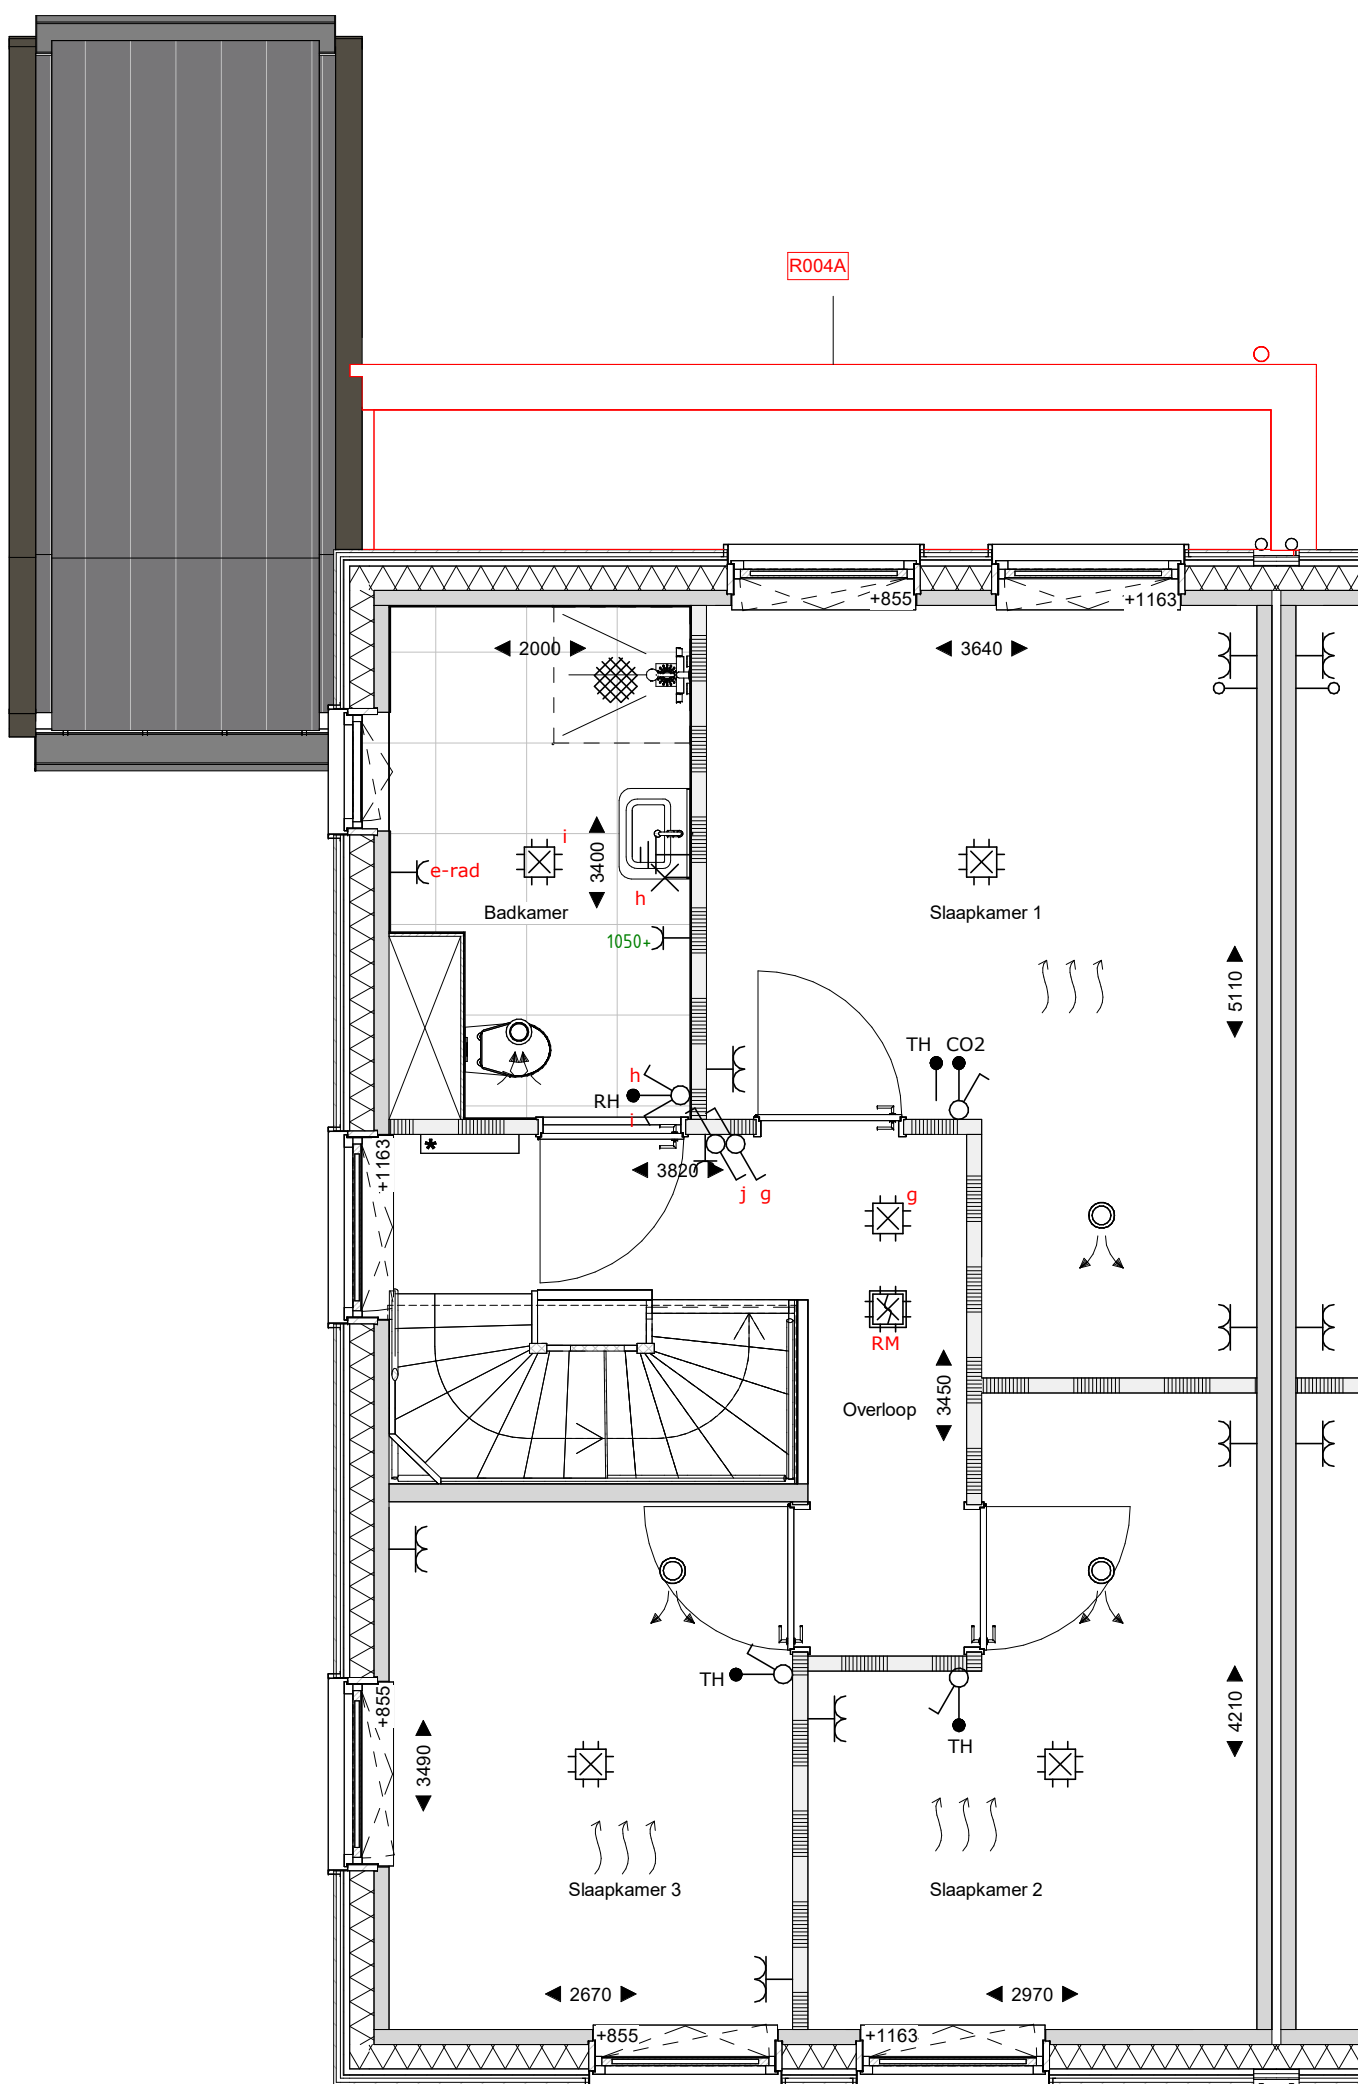 R004A
+855
+1163
2000
3640
i
e-rad
3400
h
Badkamer
Slaapkamer 1
1050+
5110
TH CO2
h
RH
i
*
+1163
3820
j g
g
RM
3450
Overloop
TH
+855
4210
TH
3490
Slaapkamer 3
Slaapkamer 2
2670
2970
+855
+1163